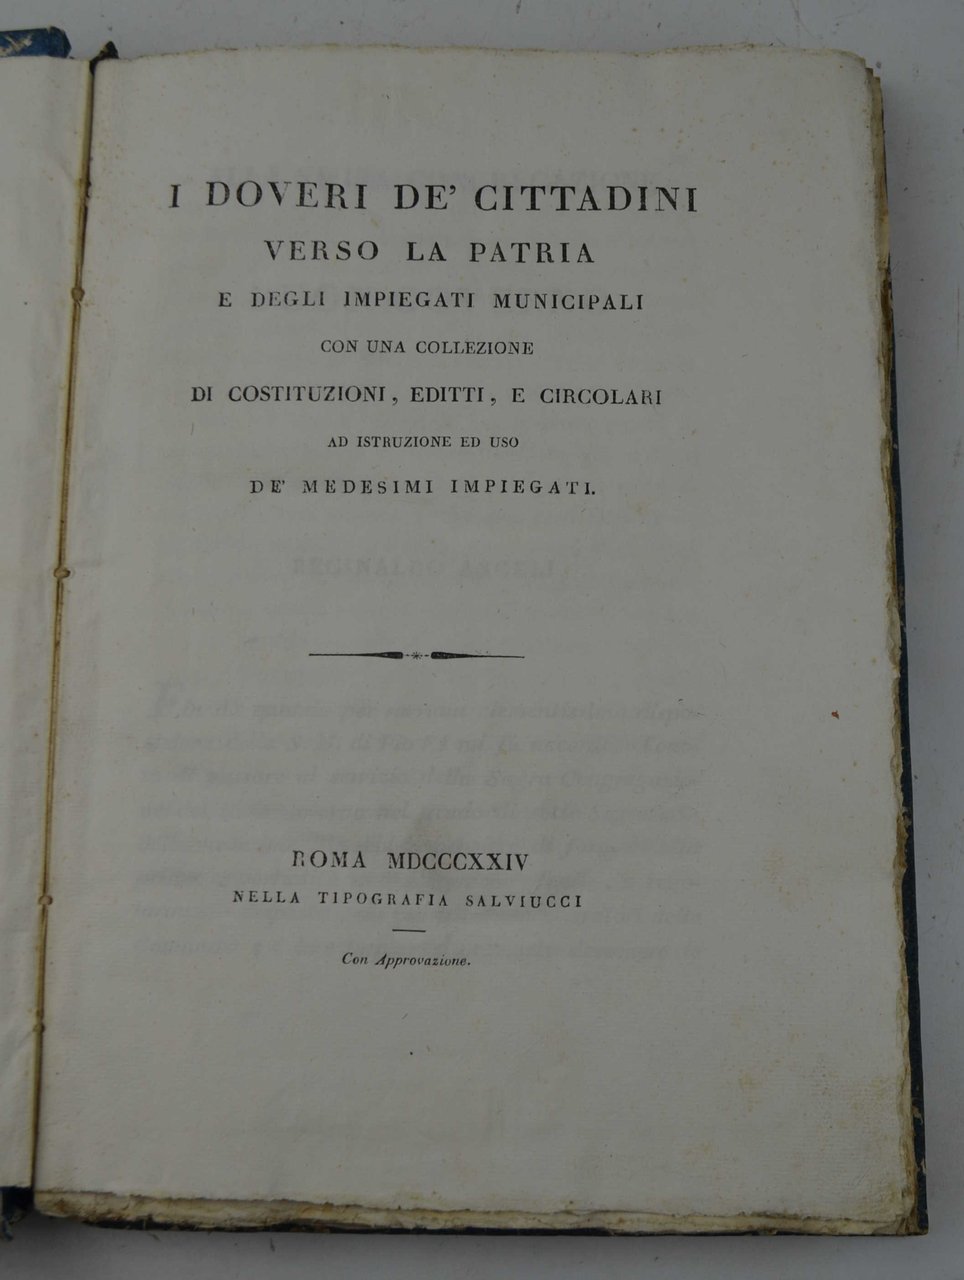 I DOVERI DE' CITTADINI
VERSO LA PATRIA
E DEGLI IMPIEGATI MUNICIPALI
CON UNA COLLEZIONE
DI COSTITUZIONI, EDITTI, E CIRCOLARI
AD ISTRUZIONE ED USO
DE' MEDESIMI IMPIEGATI.
ROMA MDCCCXXIV
NELLA TIPOGRAFIA SALVIUCCI
Con Approvazione.